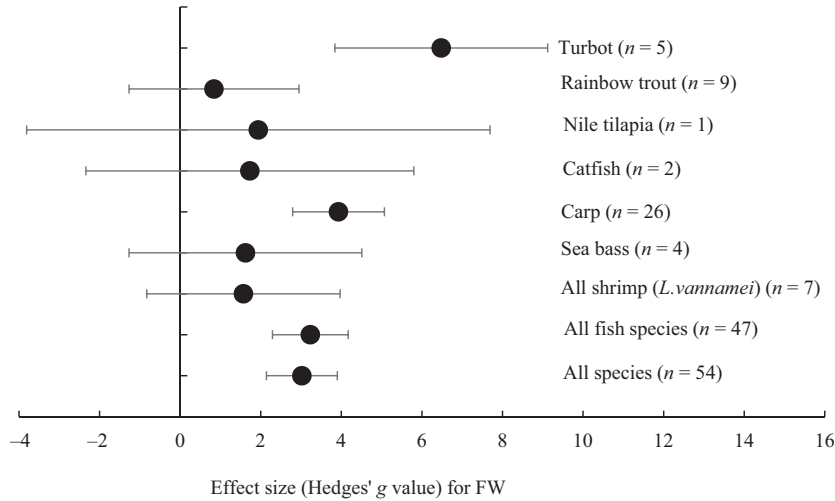 Turbot (n = 5)
Rainbow trout (n = 9)
Nile tilapia (n = 1)
Catfish (n = 2)
Carp (n = 26)
Sea bass (n = 4)
All shrimp (L.vannamei) (n = 7)
All fish species (n = 47)
All species (n = 54)
–4 –2 0 2 4 6 8 10 12 14 16
Effect size (Hedges' g value) for FW